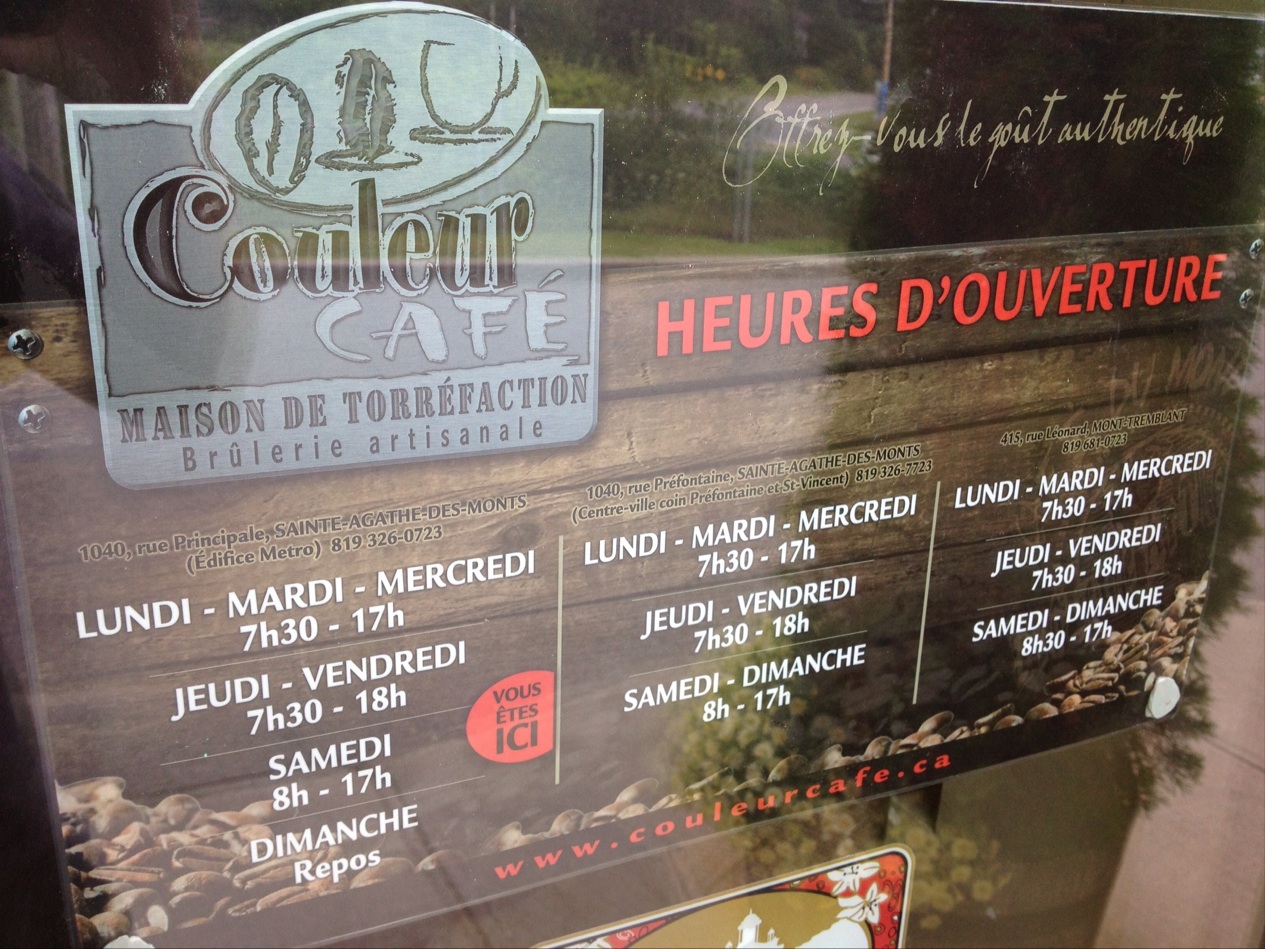 Couleur
CAFÉ
MAISON DE TORRÉFACTION
Brûlerie artisanale
Offrez-vous le goût authentique
HEURES D'OUVERTURE
1040, rue Principale, SAINTE-AGATHE-DES-MONTS
(Édifice Metro) 819 326-0723
LUNDI - MARDI - MERCREDI
7h30 - 17h
JEUDI - VENDREDI
7h30 - 18h
SAMEDI
8h - 17h
DIMANCHE
Repos
VOUS
ÊTES
ICI
1040, rue Préfontaine, SAINTE-AGATHE-DES-MONTS
(Centre-ville coin Préfontaine et St-Vincent) 819 326-7723
LUNDI - MARDI - MERCREDI
7h30 - 17h
JEUDI - VENDREDI
7h30 - 18h
SAMEDI - DIMANCHE
8h - 17h
415, rue Léonard, MONT-TREMBLANT
819 681-0723
LUNDI - MARDI - MERCREDI
7h30 - 17h
JEUDI - VENDREDI
7h30 - 18h
SAMEDI - DIMANCHE
8h30 - 17h
www.couleurcafe.ca